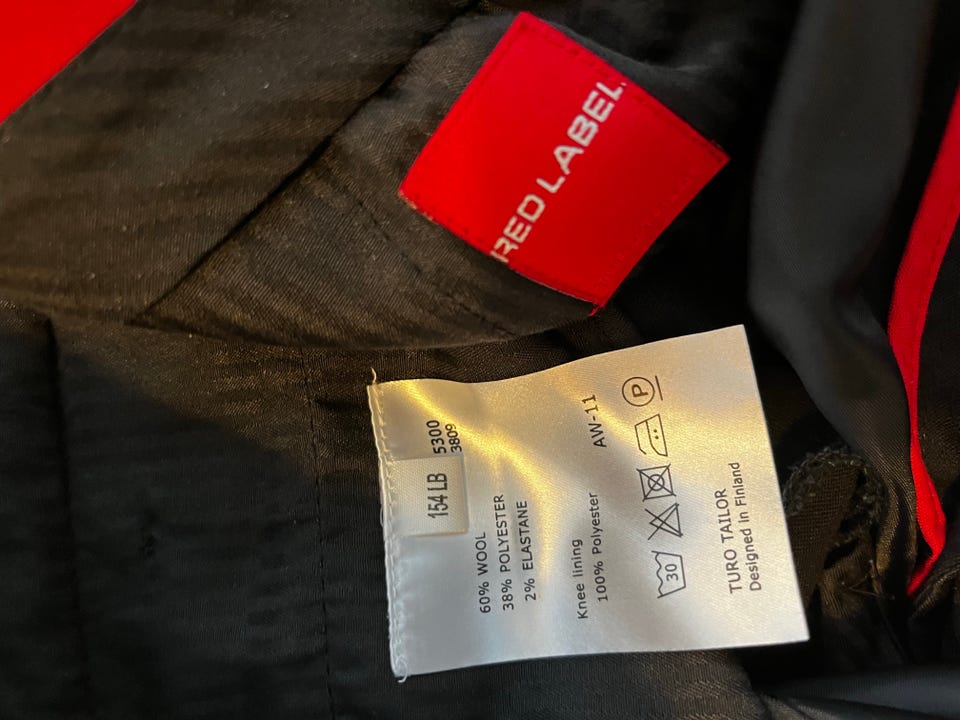 RED LABEL
154 LB
5300
3809
60% WOOL
38% POLYESTER
2% ELASTANE
AW-11
Knee lining
100% Polyester
30
P
TURO TAILOR
Designed in Finland